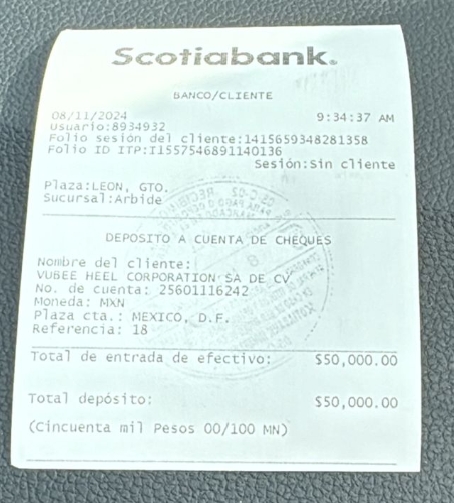 Scotiabank®
BANCO/CLIENTE
08/11/2024 9:34:37 AM
Usuario:8934932
Folio sesión del cliente:1415659348281358
Folio ID ITP:I1557546891140136
Sesión:Sin cliente
Plaza:LEON, GTO.
Sucursal:Arbide
DEPOSITO A CUENTA DE CHEQUES
Nombre del cliente:
VUBEE HEEL CORPORATION SA DE CV
No. de cuenta: 25601116242
Moneda: MXN
Plaza cta.: MEXICO, D.F.
Referencia: 18
Total de entrada de efectivo: $50,000.00
Total depósito: $50,000.00
(Cincuenta mil Pesos 00/100 MN)